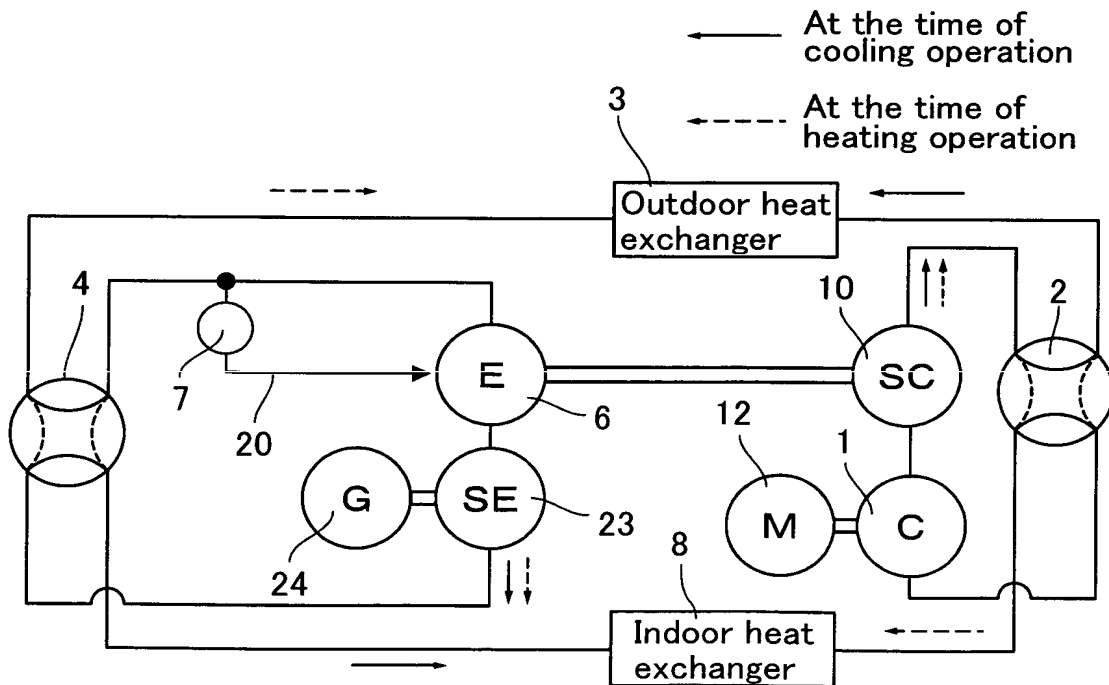 At the time of
cooling operation
At the time of
heating operation
3
Outdoor heat
exchanger
4
10
2
7
E
SC
20
6
12
1
G
SE
23
M
C
24
8
Indoor heat
exchanger